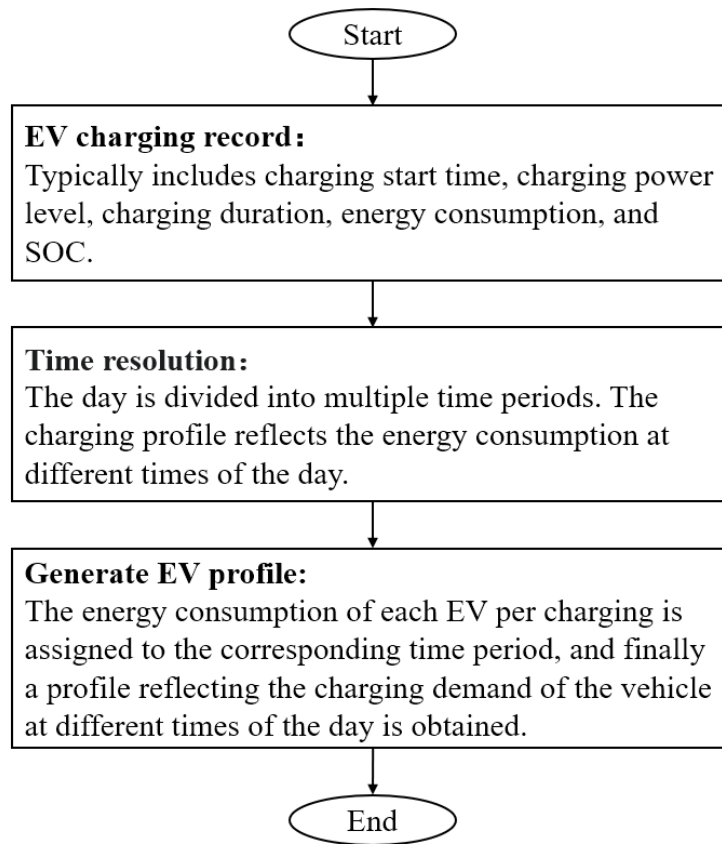 Start
EV charging record：
Typically includes charging start time, charging power
level, charging duration, energy consumption, and
SOC.
Time resolution：
The day is divided into multiple time periods. The
charging profile reflects the energy consumption at
different times of the day.
Generate EV profile:
The energy consumption of each EV per charging is
assigned to the corresponding time period, and finally
a profile reflecting the charging demand of the vehicle
at different times of the day is obtained.
End